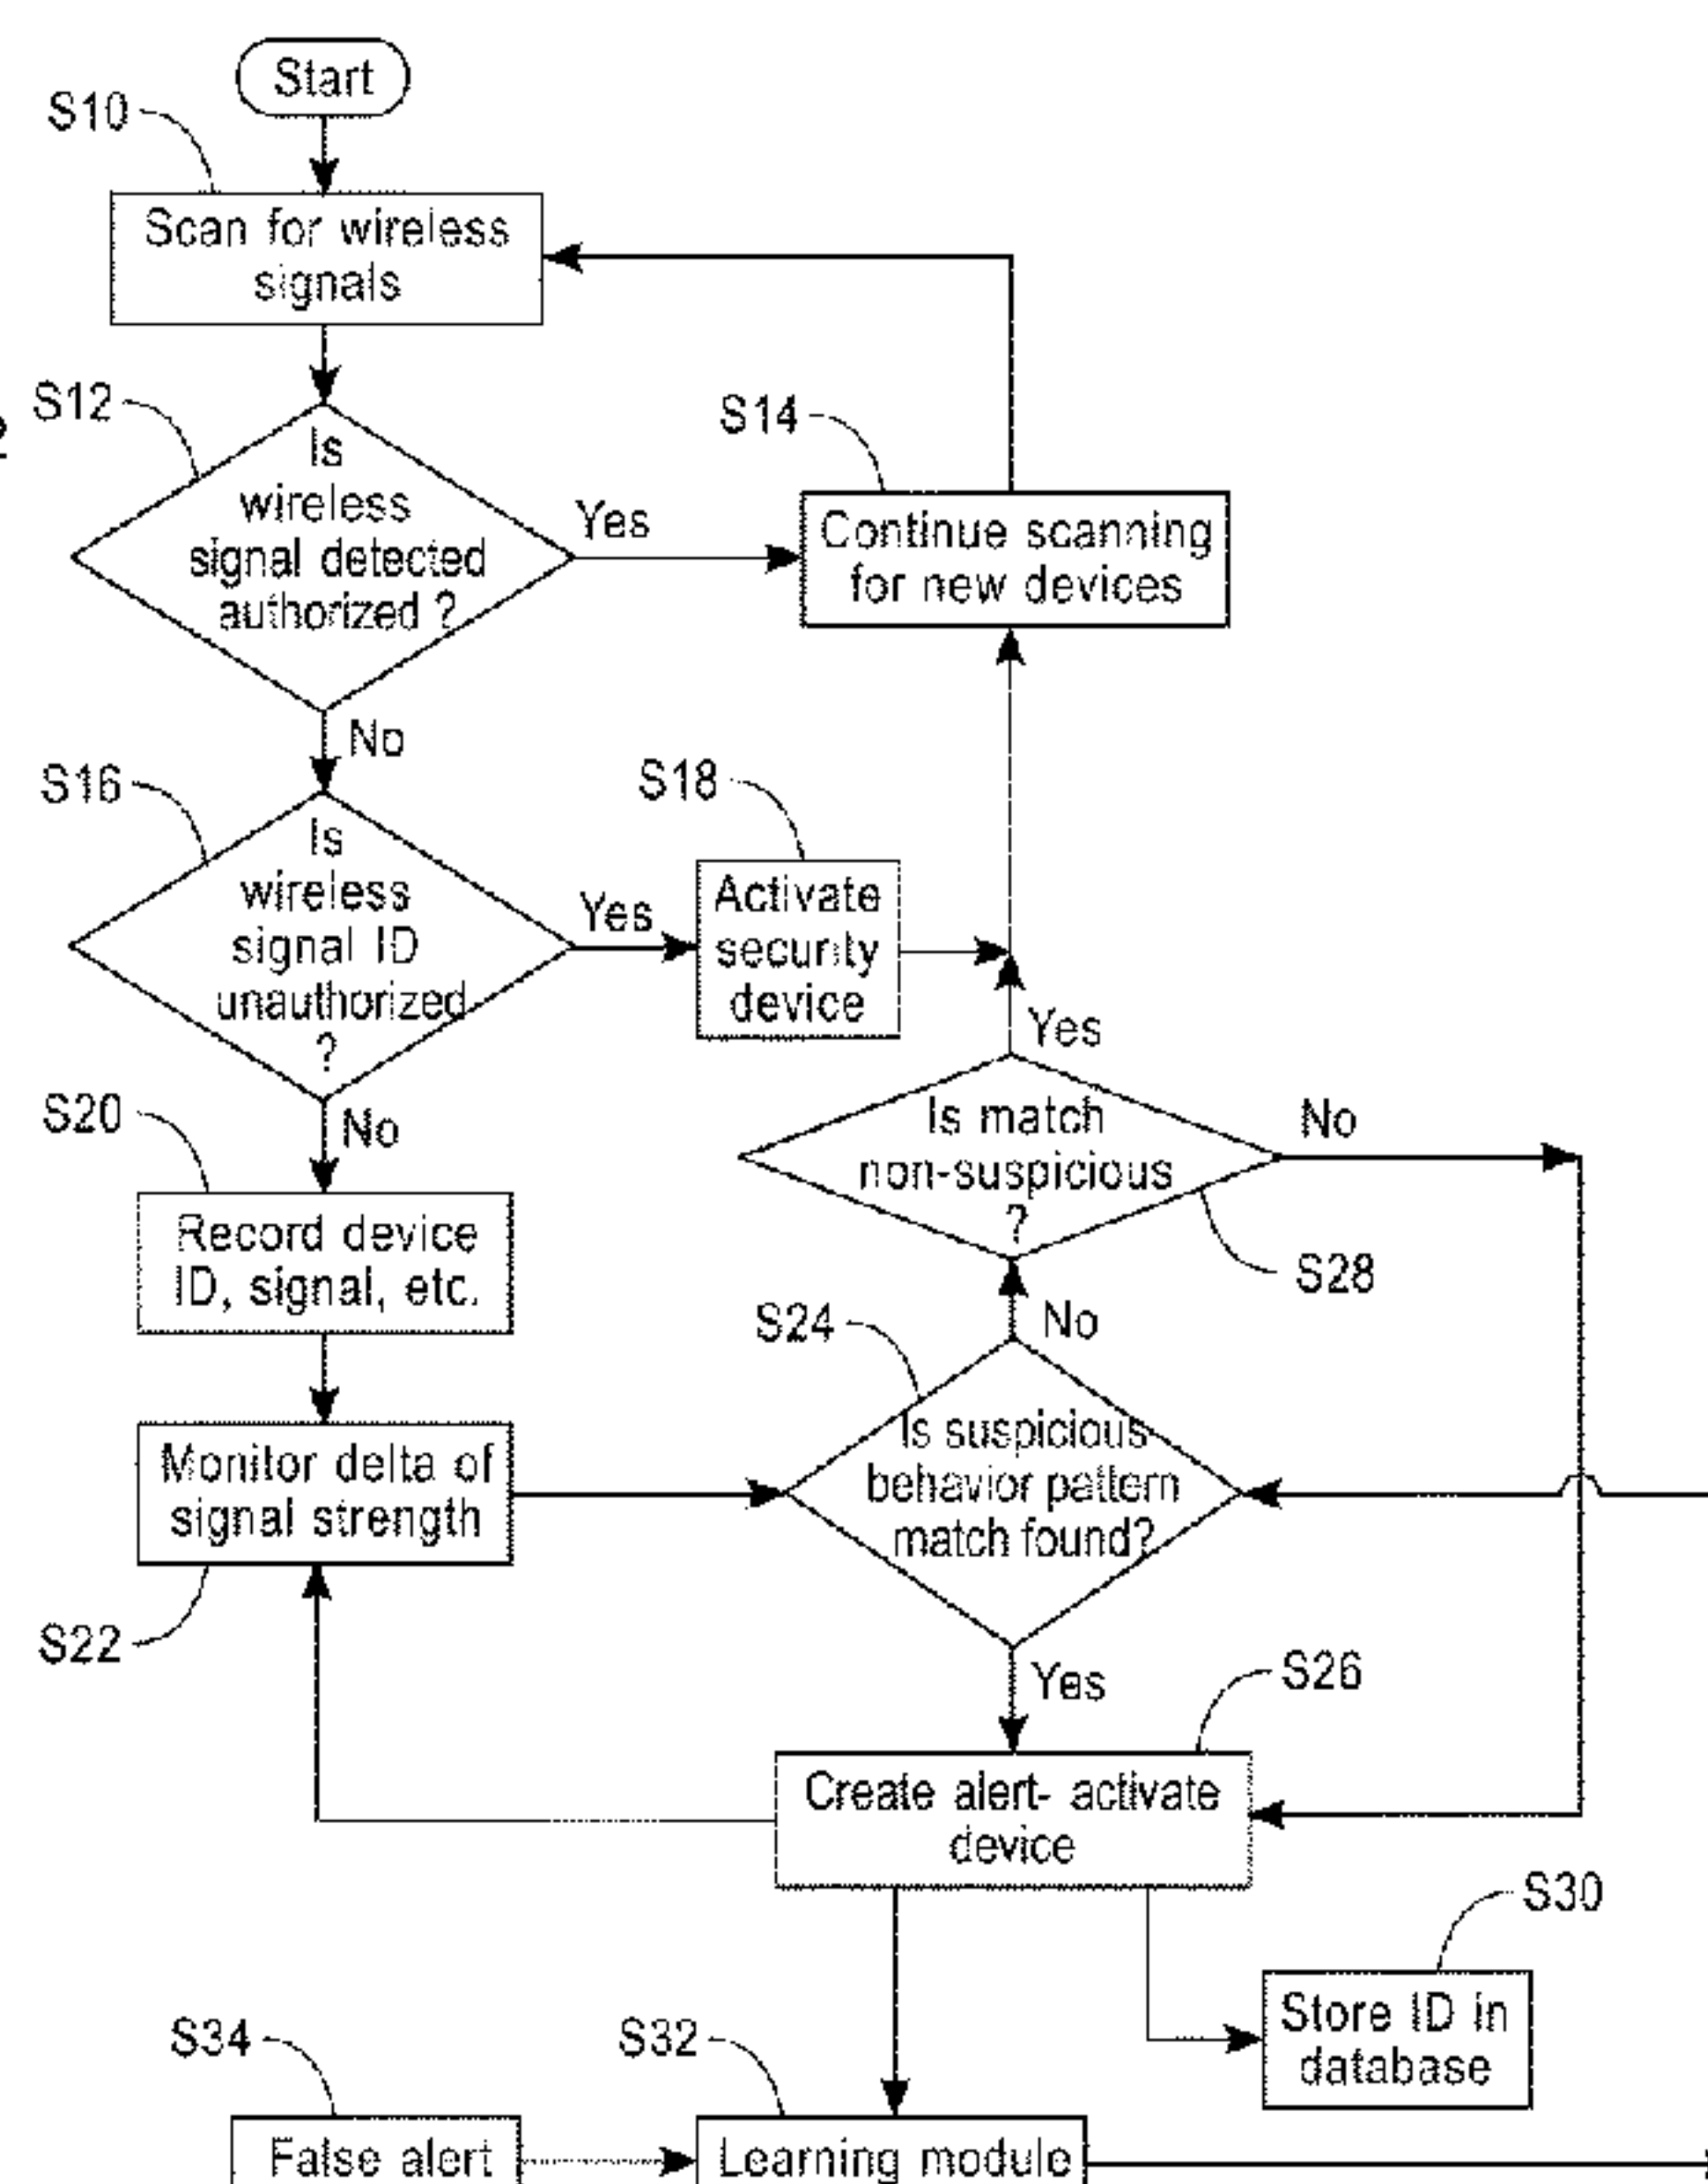 Start
S10
Scan for wireless
signals
S12
2
Is
wireless
signal detected
authorized ?
Yes
S14
Continue scanning
for new devices
No
S16
Is
wireless
signal ID
unauthorized
?
Yes
S18
Activate
security
device
Yes
No
S20
Is match
non-suspicious
?
No
S28
Record device
ID, signal, etc.
S24
No
Is suspicious
behavior pattern
match found?
Monitor delta of
signal strength
S22
Yes
S26
Create alert- activate
device
S30
Store ID in
database
S34
False alert
S32
Learning module